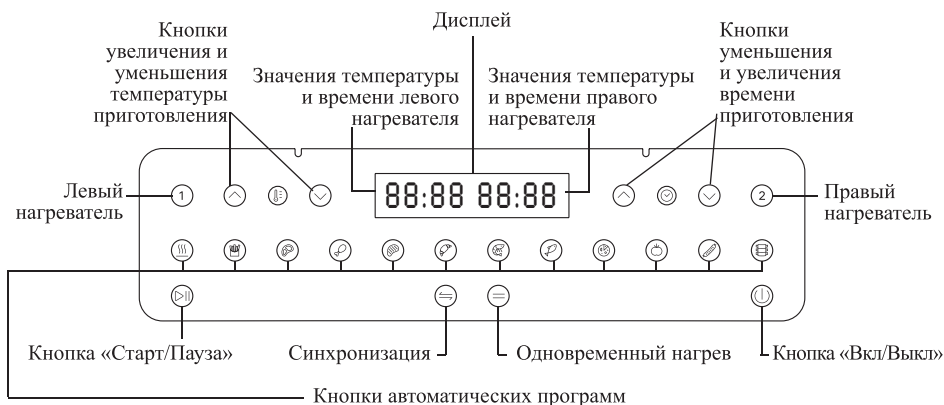 Дисплей
Кнопки
увеличения и
уменьшения
температуры
приготовления
Значения температуры
и времени левого
нагревателя
Значения температуры
и времени правого
нагревателя
Кнопки
уменьшения
и увеличения
времени
приготовления
Левый
нагреватель
1
88:88 88:88
2
Правый
нагреватель
Кнопка «Старт/Пауза»
Синхронизация
Одновременный нагрев
Кнопка «Вкл/Выкл»
Кнопки автоматических программ